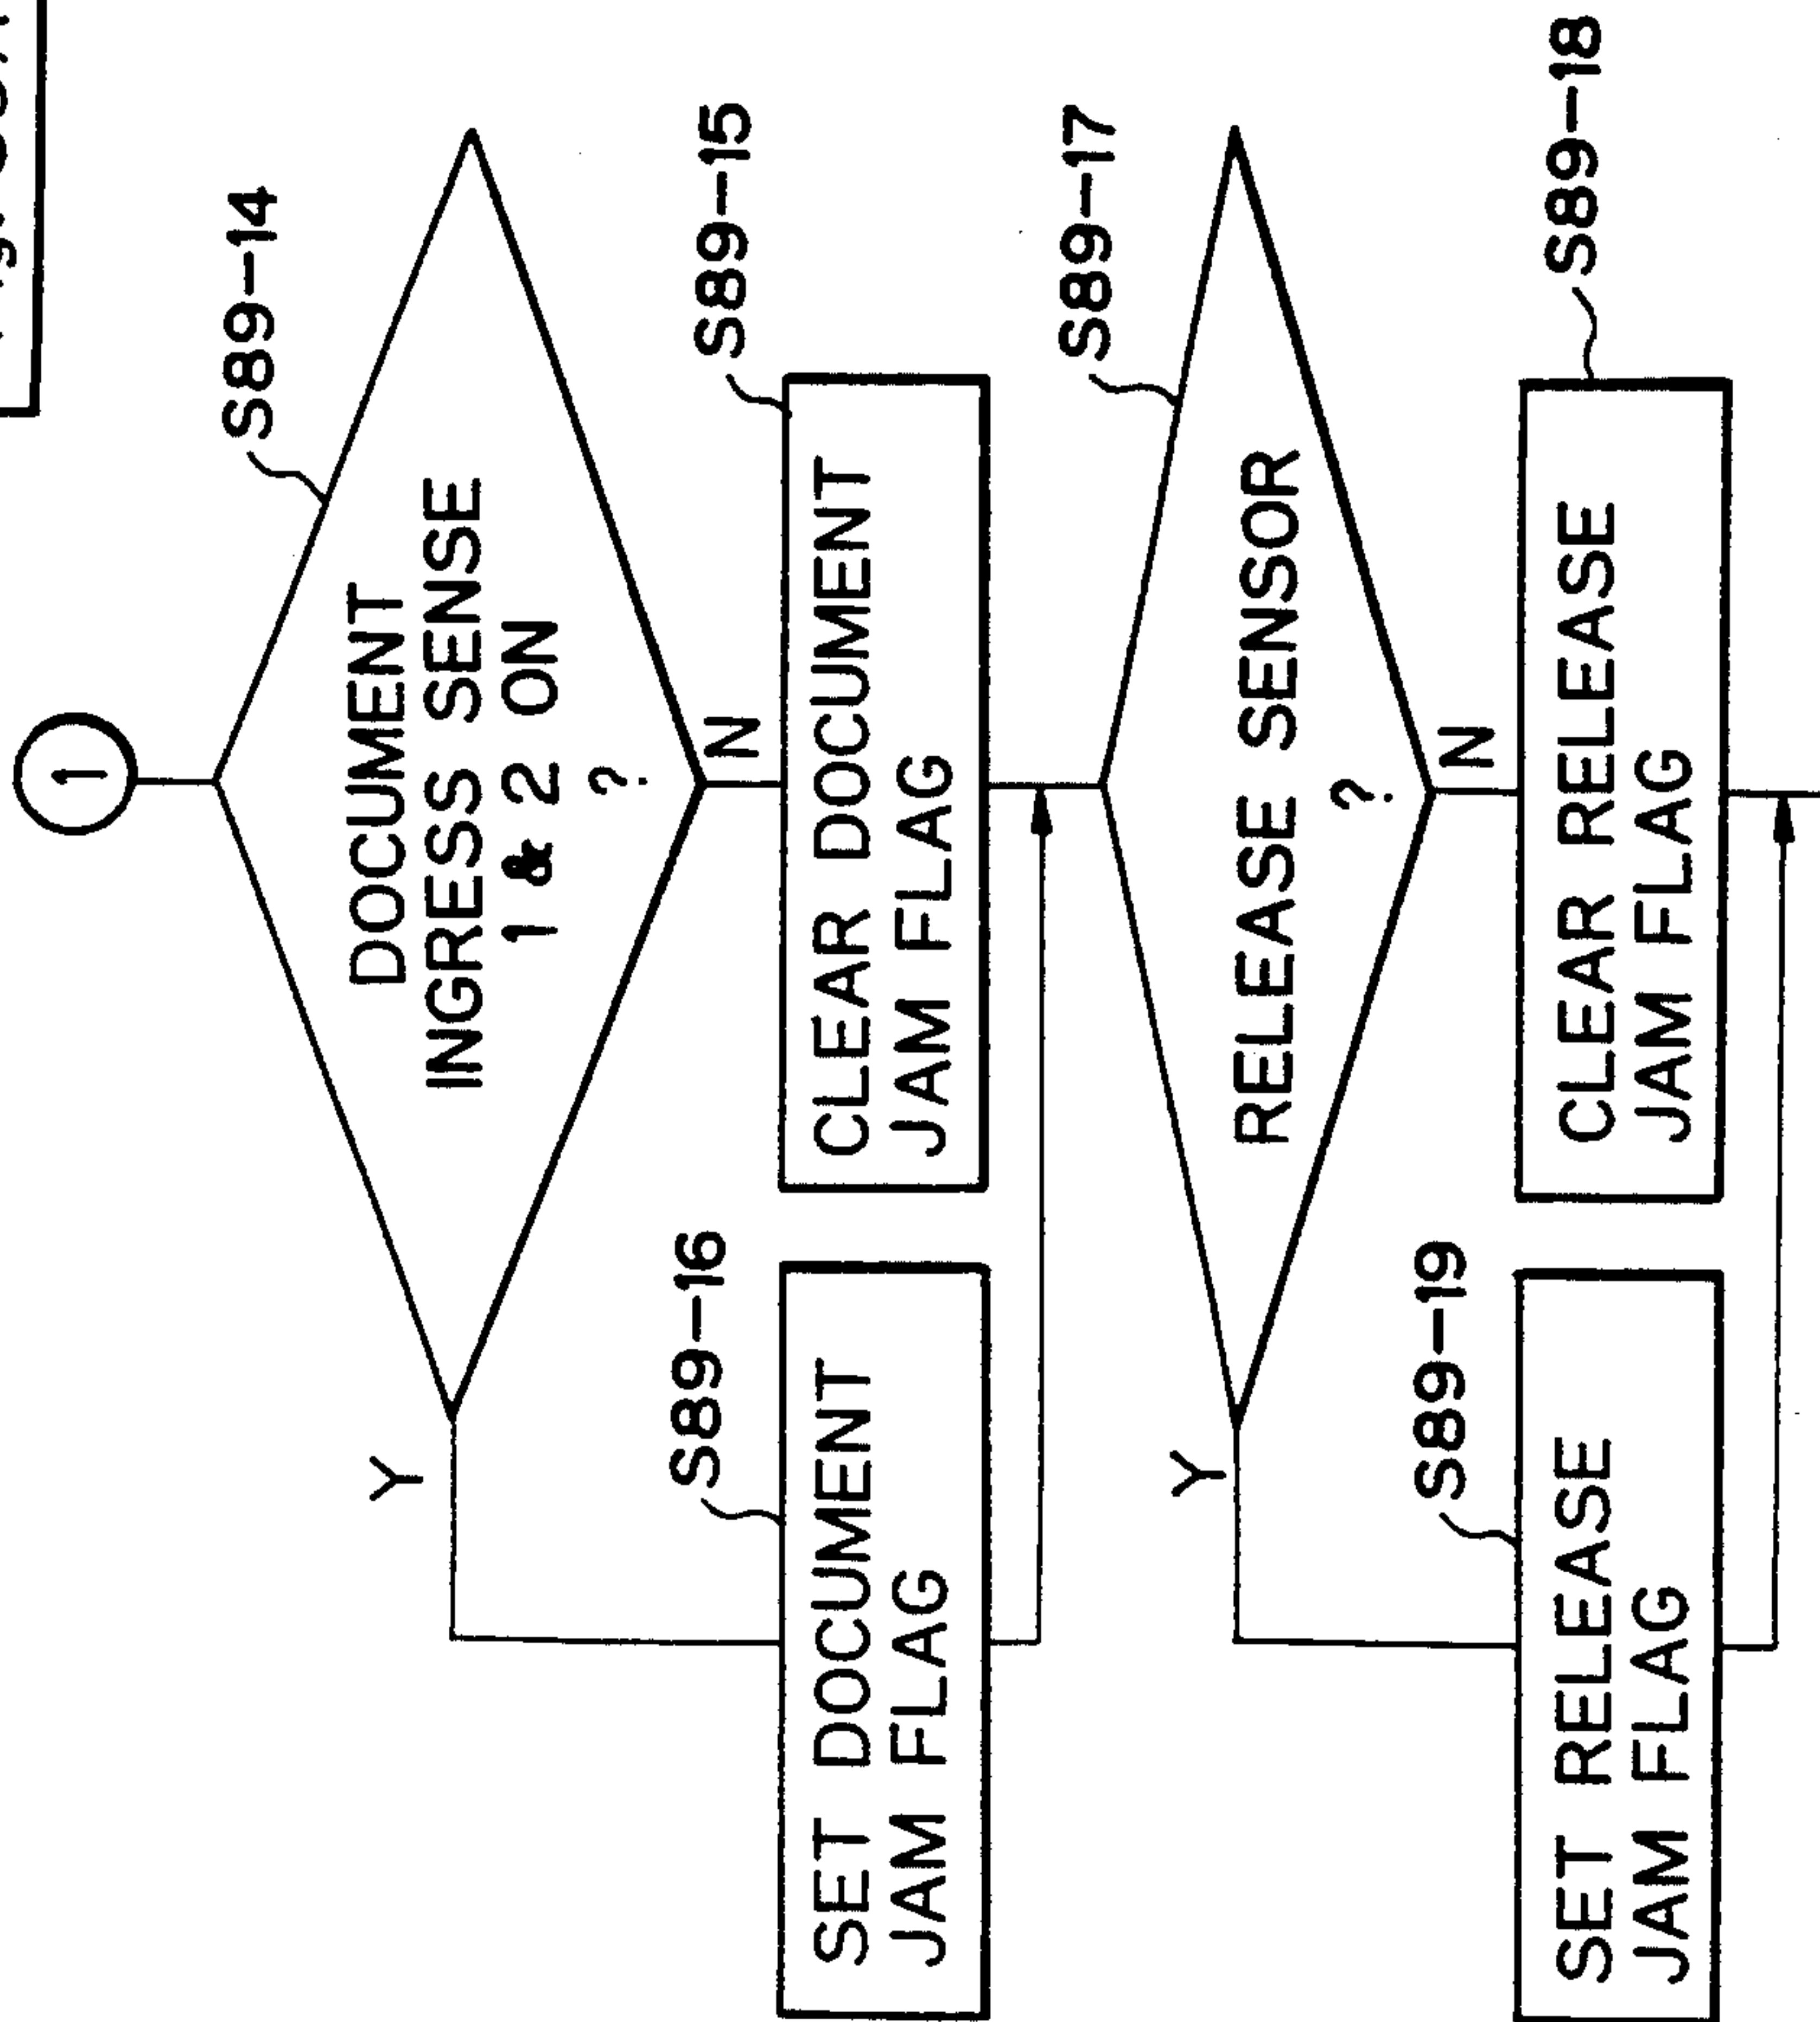 1
S89-14
DOCUMENT
INGRESS SENSE
1 & 2 ON
?
Y
N
S89-16
S89-15
SET DOCUMENT
JAM FLAG
CLEAR DOCUMENT
JAM FLAG
S89-17
RELEASE SENSOR
?
Y
N
S89-19
S89-18
SET RELEASE
JAM FLAG
CLEAR RELEASE
JAM FLAG